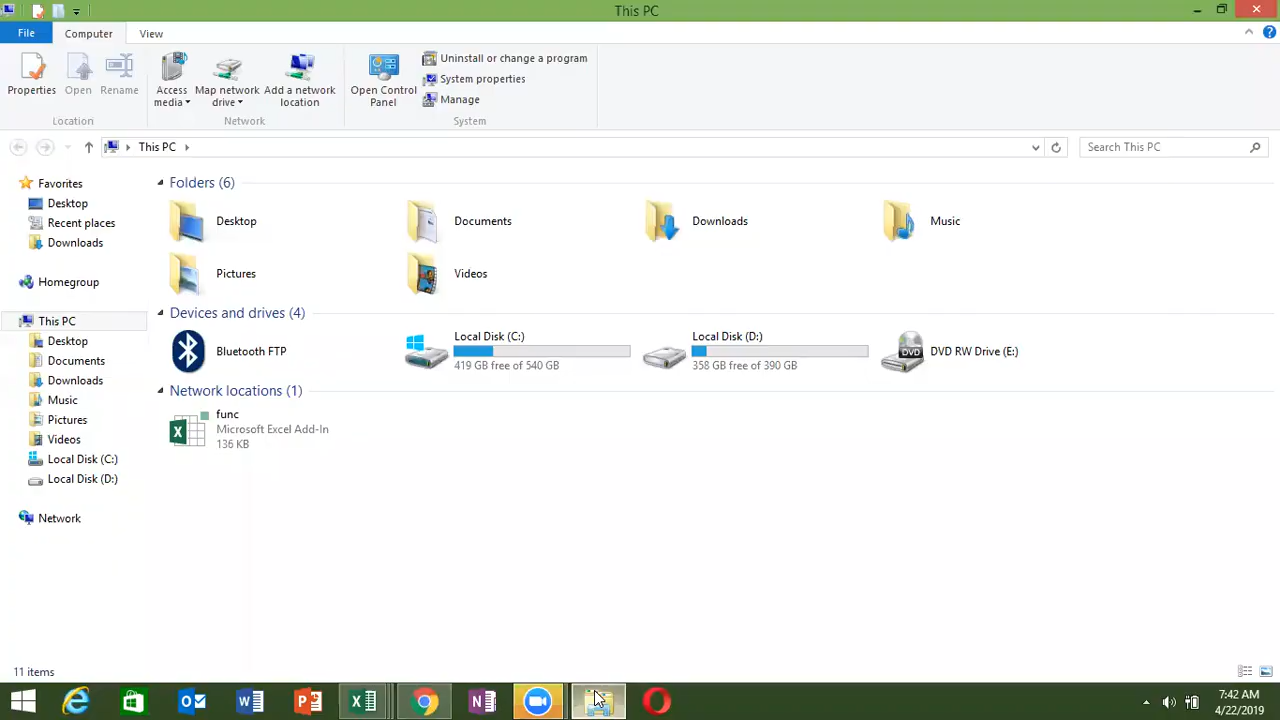 This PC
File
Computer
View
Properties
Open
Rename
Access media
Map network drive
Add a network location
Open Control Panel
Uninstall or change a program
System properties
Manage
Location
Network
System
This PC
Search This PC
Favorites
Desktop
Recent places
Downloads
Homegroup
This PC
Desktop
Documents
Downloads
Music
Pictures
Videos
Local Disk (C:)
Local Disk (D:)
Network
Folders (6)
Desktop
Documents
Downloads
Music
Pictures
Videos
Devices and drives (4)
Bluetooth FTP
Local Disk (C:)
419 GB free of 540 GB
Local Disk (D:)
358 GB free of 390 GB
DVD
DVD RW Drive (E:)
Network locations (1)
func
Microsoft Excel Add-In
136 KB
11 items
7:42 AM
4/22/2019